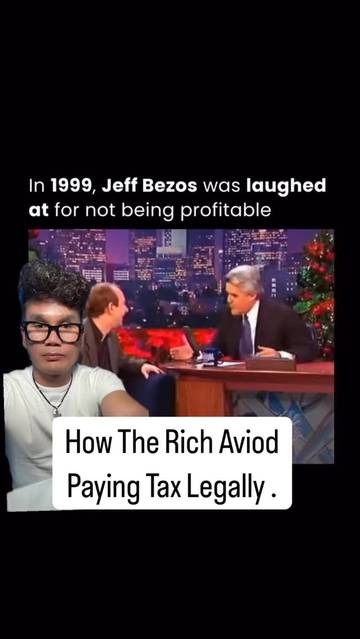 In 1999, Jeff Bezos was laughed
at for not being profitable
How The Rich Aviod
Paying Tax Legally .